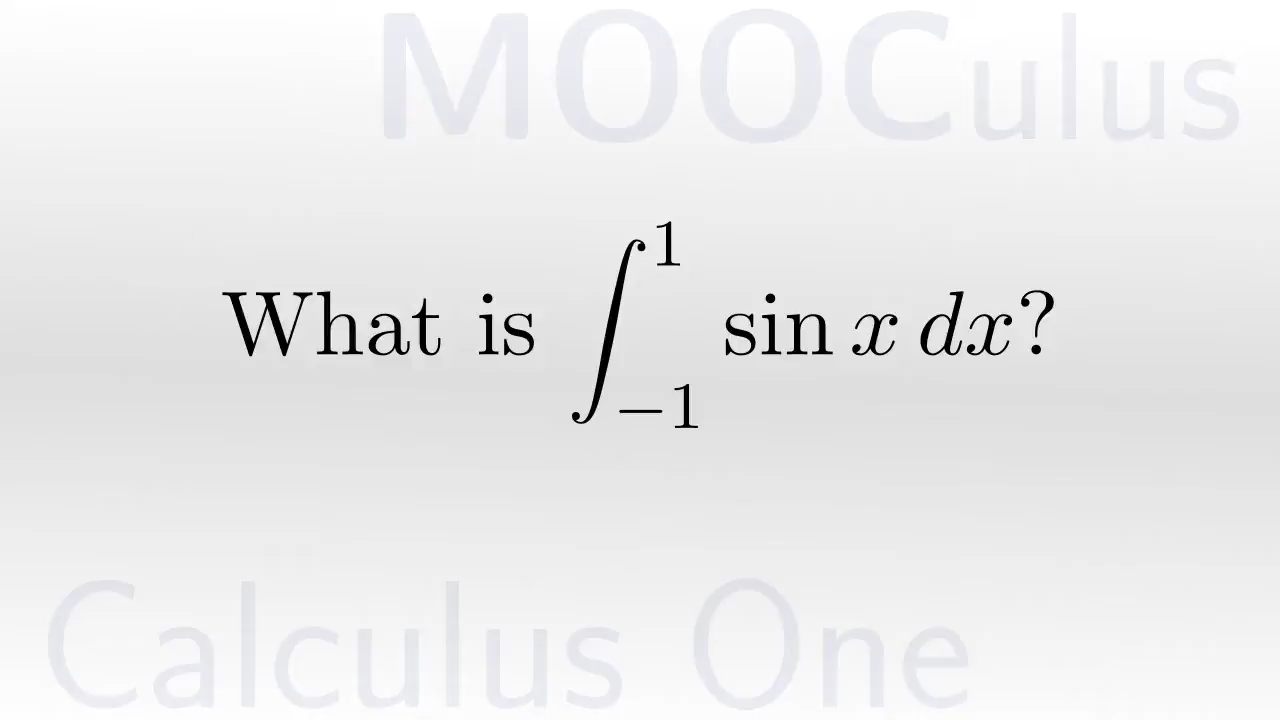 MOOCulus
What is ∫_{-1}^{1} sin x dx?
Calculus One